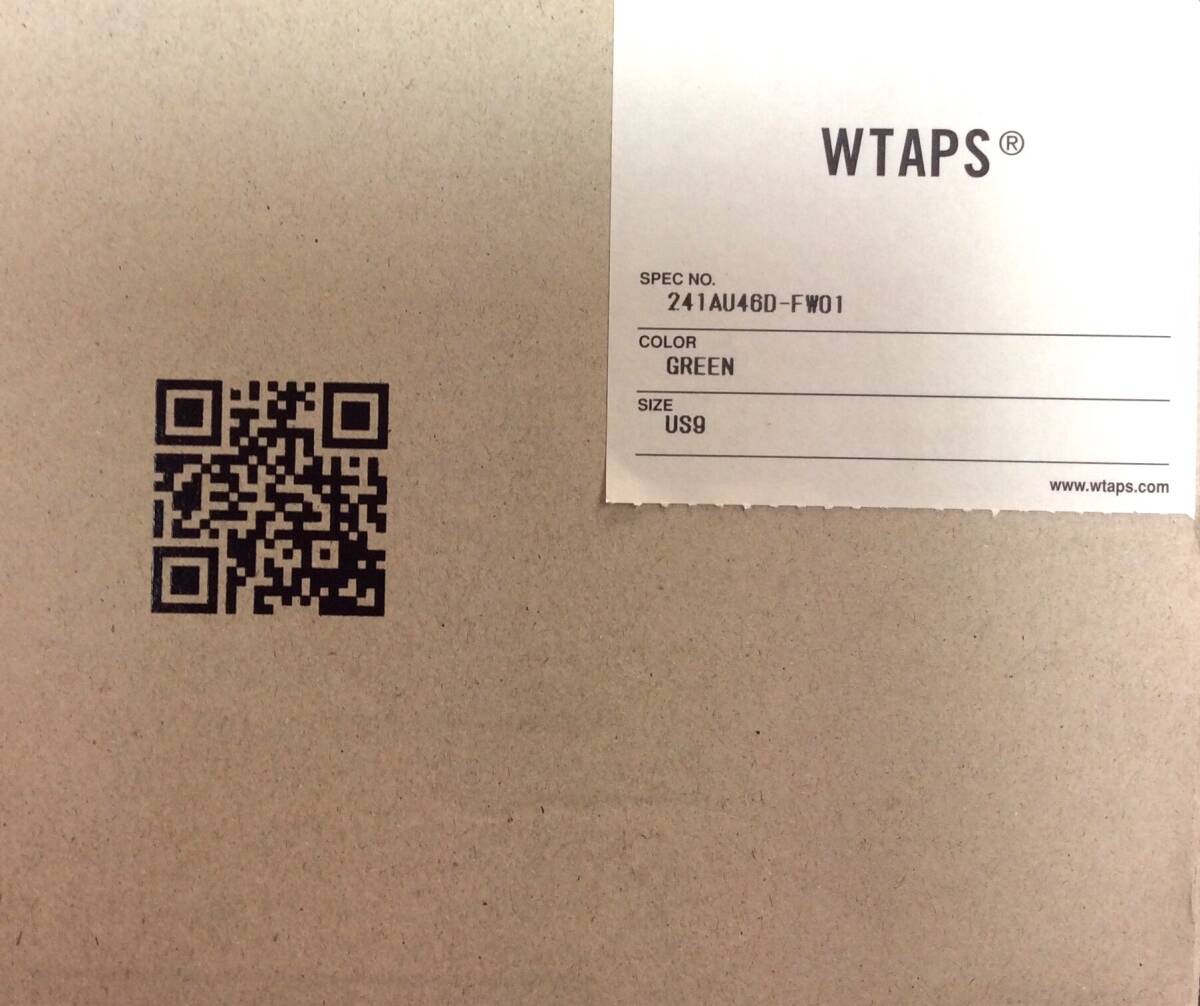 WTAPS®
SPEC NO.
241AU46D-FW01
COLOR
GREEN
SIZE
US9
www.wtaps.com